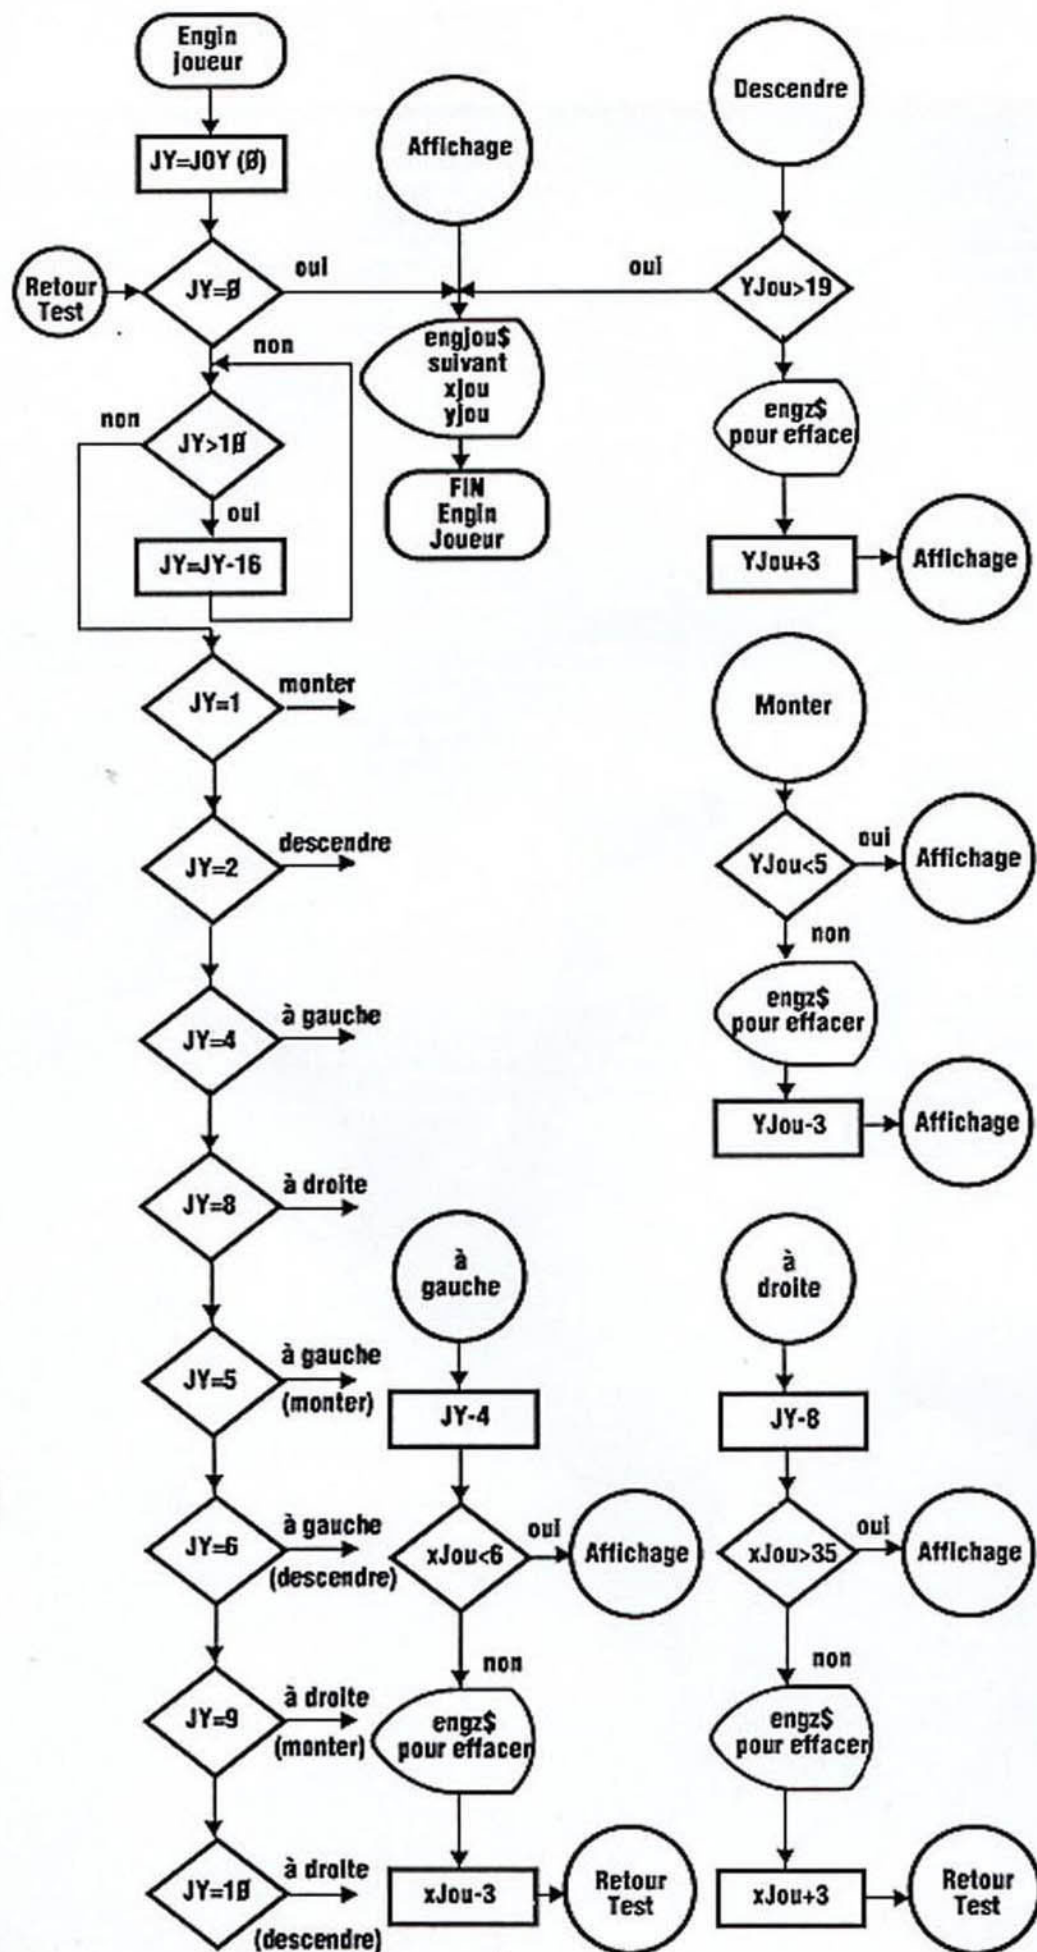 Engin
joueur
JY=JOY (0)
Retour
Test
JY=0
oui
non
JY>10
non
oui
JY=JY-16
JY=1
monter
JY=2
descendre
JY=4
à gauche
JY=8
à droite
JY=5
à gauche
(monter)
JY=6
à gauche
(descendre)
JY=9
à droite
(monter)
JY=10
à droite
(descendre)
Affichage
engjou$
suivant
xjou
yjou
FIN
Engin
Joueur
Descendre
YJou>19
oui
engz$
pour effacer
YJou+3
Affichage
Monter
YJou<5
oui
Affichage
non
engz$
pour effacer
YJou-3
Affichage
à
gauche
JY-4
xJou<6
oui
Affichage
non
engz$
pour effacer
xJou-3
Retour
Test
à
droite
JY-8
xJou>35
oui
Affichage
non
engz$
pour effacer
xJou+3
Retour
Test